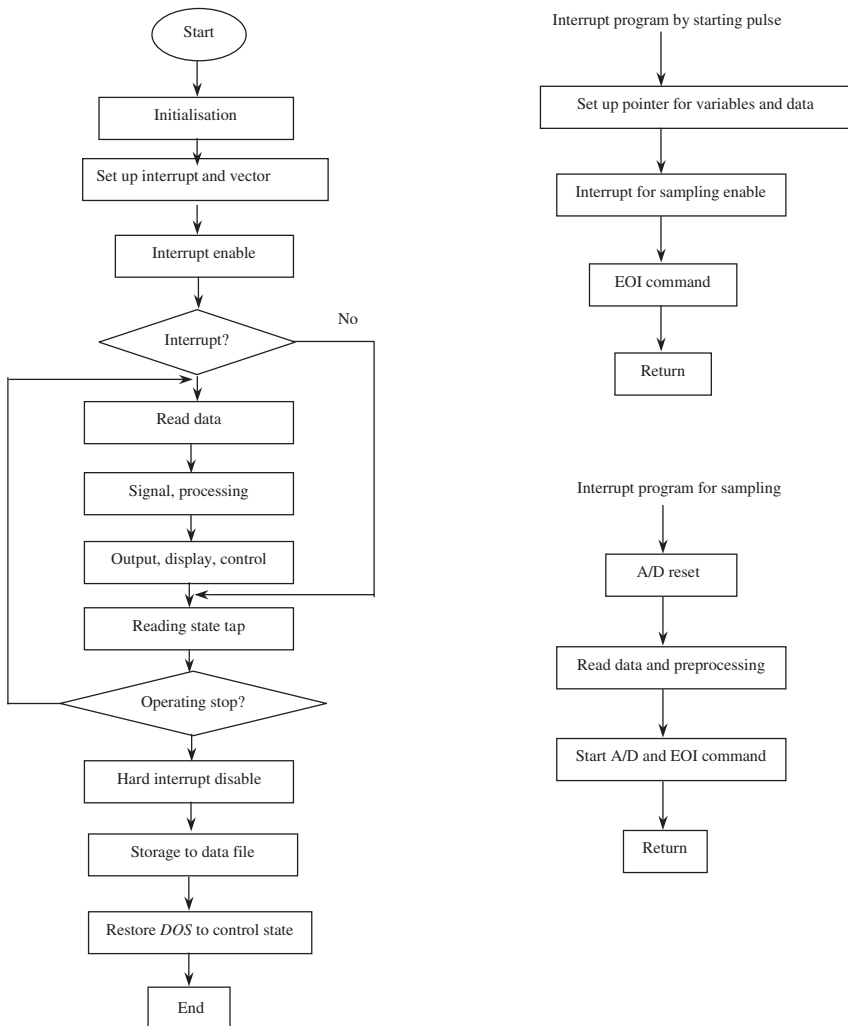 Start
Initialisation
Set up interrupt and vector
Interrupt enable
Interrupt?
No
Read data
Signal, processing
Output, display, control
Reading state tap
Operating stop?
Hard interrupt disable
Storage to data file
Restore DOS to control state
End
Interrupt program by starting pulse
Set up pointer for variables and data
Interrupt for sampling enable
EOI command
Return
Interrupt program for sampling
A/D reset
Read data and preprocessing
Start A/D and EOI command
Return